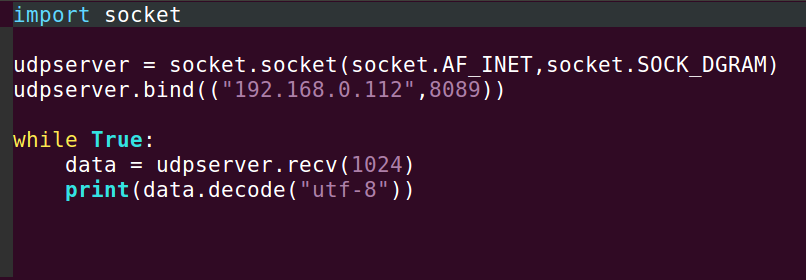 import socket
udpserver = socket.socket(socket.AF_INET,socket.SOCK_DGRAM)
udpserver.bind(("192.168.0.112",8089))
while True:
    data = udpserver.recv(1024)
    print(data.decode("utf-8"))